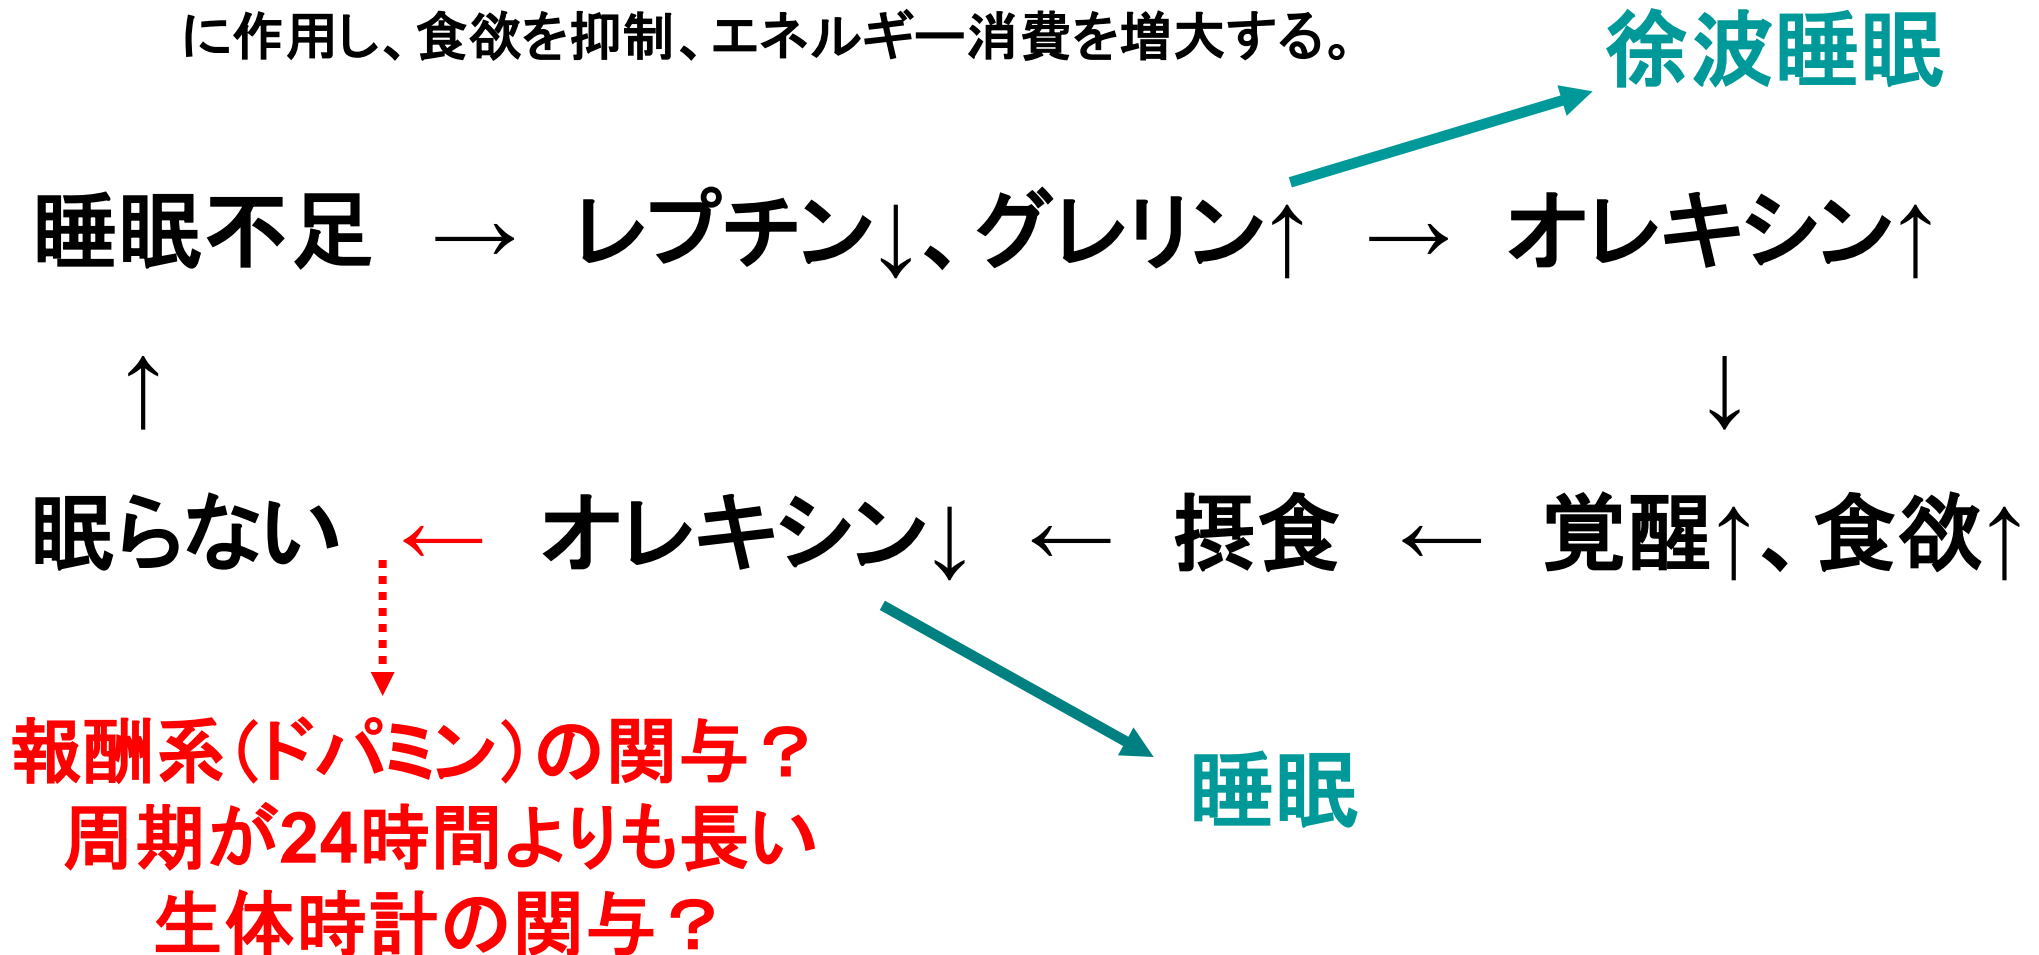 に作用し、食欲を抑制、エネルギー消費を増大する。
徐波睡眠
睡眠不足 → レプチン↓、グレリン↑ → オレキシン↑
↑ ↓
眠らない ← オレキシン↓ ← 摂食 ← 覚醒↑、食欲↑
報酬系（ドパミン）の関与？
睡眠
周期が24時間よりも長い
生体時計の関与？